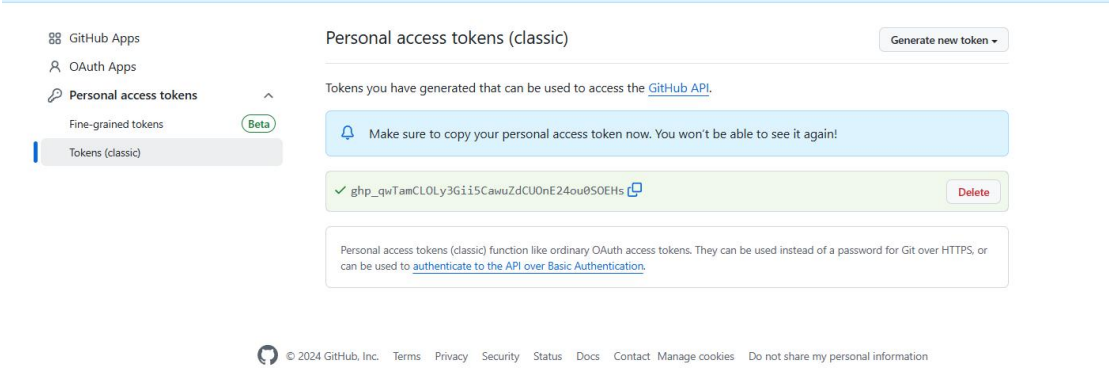 GitHub Apps
OAuth Apps
Personal access tokens
Fine-grained tokens Beta
Tokens (classic)
Personal access tokens (classic)
Generate new token
Tokens you have generated that can be used to access the GitHub API.
Make sure to copy your personal access token now. You won't be able to see it again!
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
Delete
Personal access tokens (classic) function like ordinary OAuth access tokens. They can be used instead of a password for Git over HTTPS, or
can be used to authenticate to the API over Basic Authentication.
© 2024 GitHub, Inc. Terms Privacy Security Status Docs Contact Manage cookies Do not share my personal information